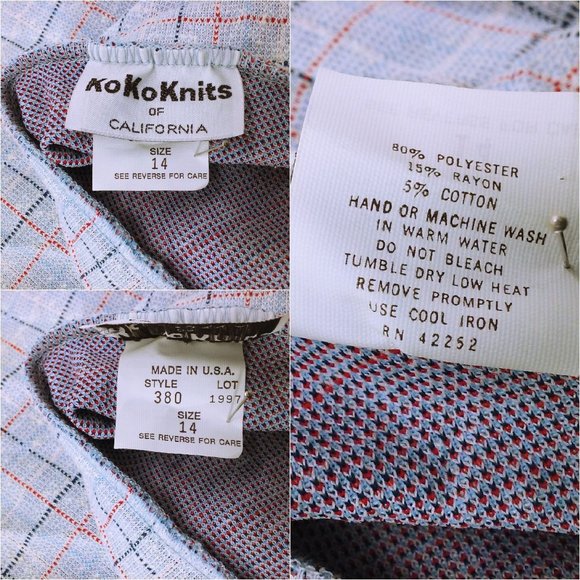 KoKoKnits
OF
CALIFORNIA
SIZE
14
SEE REVERSE FOR CARE
MADE IN U.S.A.
STYLE LOT
380 1997
SIZE
14
SEE REVERSE FOR CARE
80% POLYESTER
15% RAYON
5% COTTON
HAND OR MACHINE WASH
IN WARM WATER
DO NOT BLEACH
TUMBLE DRY LOW HEAT
REMOVE PROMPTLY
USE COOL IRON
RN 42252